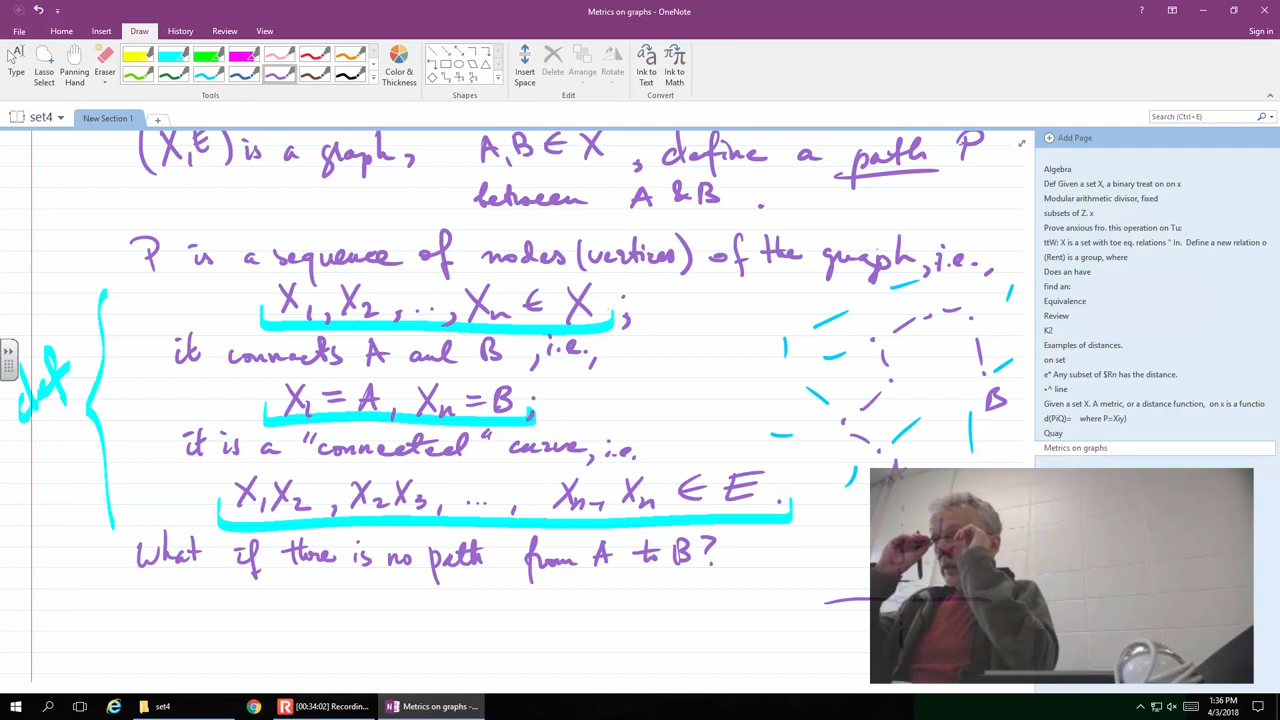 Metrics on graphs - OneNote
File Home Insert Draw History Review View
Sign in
Type Lasso Select Panning Hand Eraser
Color & Thickness
Insert Space Delete Arrange Rotate
Ink to Text Ink to Math
Tools Shapes Edit Convert
set4 New Section 1
Search (Ctrl+E)
(X,E) is a graph, A,B ∈ X, define a path P
between A & B.
P is a sequence of nodes (vertices) of the graph, i.e.,
X1, X2, .., Xn ∈ X ;
it connects A and B, i.e.,
X1 = A, Xn = B ;
it is a "connected" curve, i.e.
X1X2, X2X3, ..., Xn-1 Xn ∈ E.
What if there is no path from A to B?
B
Add Page
Algebra
Def Given a set X, a binary treat on on x
Modular arithmetic divisor, fixed
subsets of Z. x
Prove anxious fro. this operation on Tu:
ttW: X is a set with toe eq. relations " ln. Define a new relation o
(Rent) is a group, where
Does an have
find an:
Equivalence
Review
K2
Examples of distances.
on set
e* Any subset of $Rn has the distance.
•^ line
Given a set X. A metric, or a distance function, on x is a functio
d(PiQ)= where P=Xiy)
Quay
Metrics on graphs
set4
[00:34:02] Recordin...
Metrics on graphs -...
1:36 PM
4/3/2018